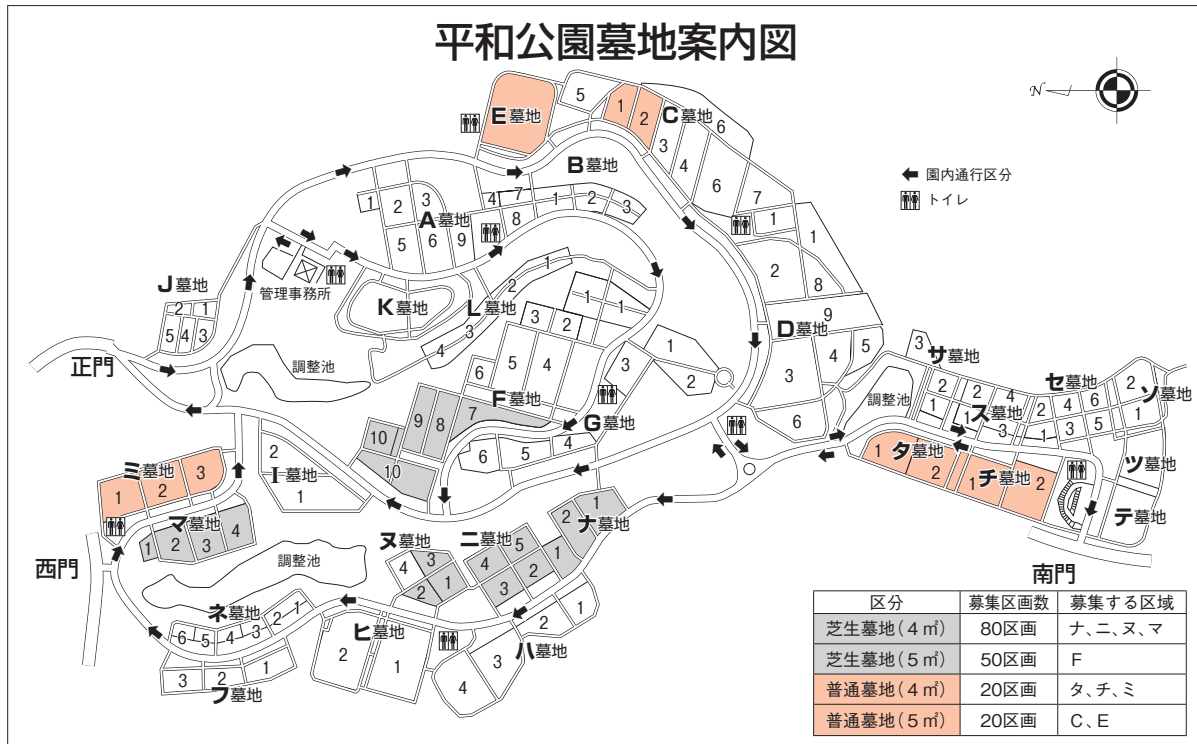 平和公園墓地案内図
N
園内通行区分
トイレ
E墓地
5
1
2
C墓地
3
4
6
6
7
1
2
1
8
9
B墓地
1
2
3
A墓地
5
6
9
4
7
8
1
2
3
管理事務所
J墓地
2
1
5
4
3
K墓地
L墓地
1
2
3
4
正門
調整池
D墓地
3
4
5
6
1
1
3
2
5
4
6
F墓地
7
8
9
10
10
3
1
2
G墓地
4
5
6
I墓地
2
1
調整池
サ墓地
3
2
1
ス墓地
2
4
1
3
セ墓地
2
4
6
1
3
5
ソ墓地
2
1
タ墓地
1
2
チ墓地
1
2
ツ墓地
テ墓地
南門
ミ墓地
1
2
3
マ墓地
1
2
3
4
西門
調整池
ナ墓地
1
2
ニ墓地
4
5
3
2
1
ヌ墓地
4
3
2
1
ネ墓地
6
5
4
3
2
1
ヒ墓地
2
1
ハ墓地
1
2
3
4
フ墓地
3
2
1
区分 募集区画数 募集する区域
芝生墓地(4㎡) 80区画 ナ、ニ、ヌ、マ
芝生墓地(5㎡) 50区画 F
普通墓地(4㎡) 20区画 タ、チ、ミ
普通墓地(5㎡) 20区画 C、E